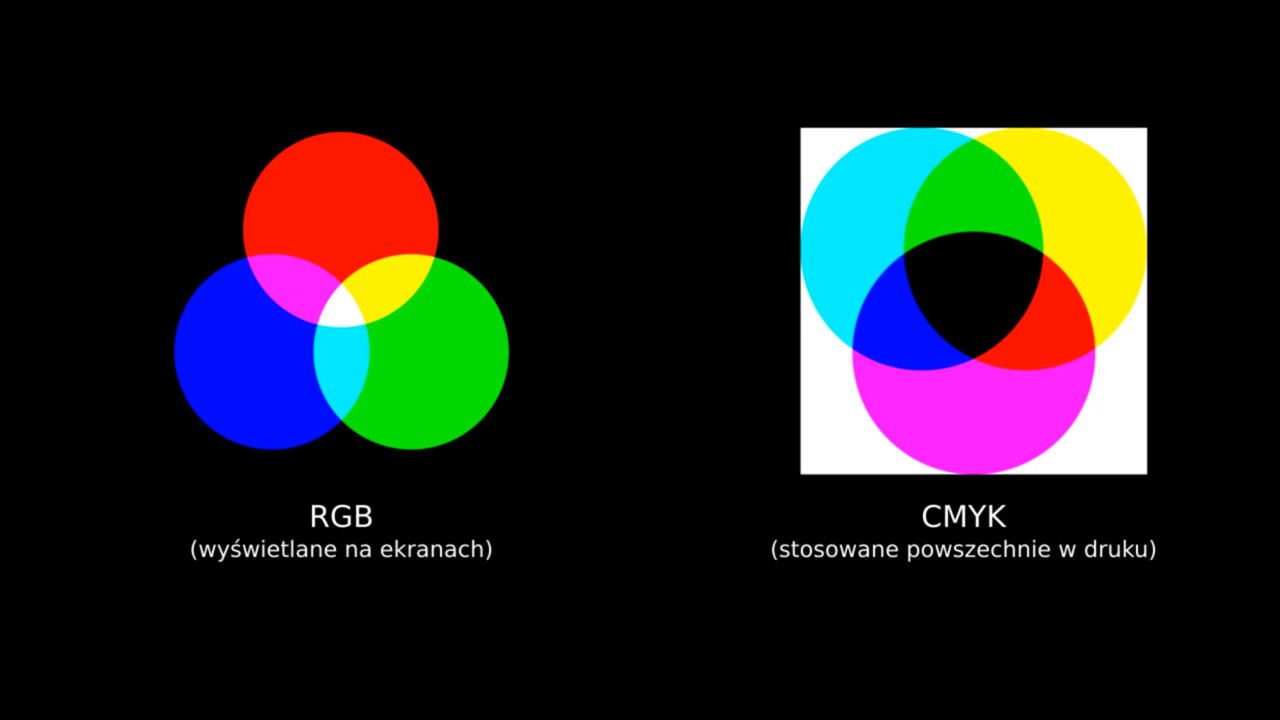 RGB
(wyświetlane na ekranach)
CMYK
(stosowane powszechnie w druku)